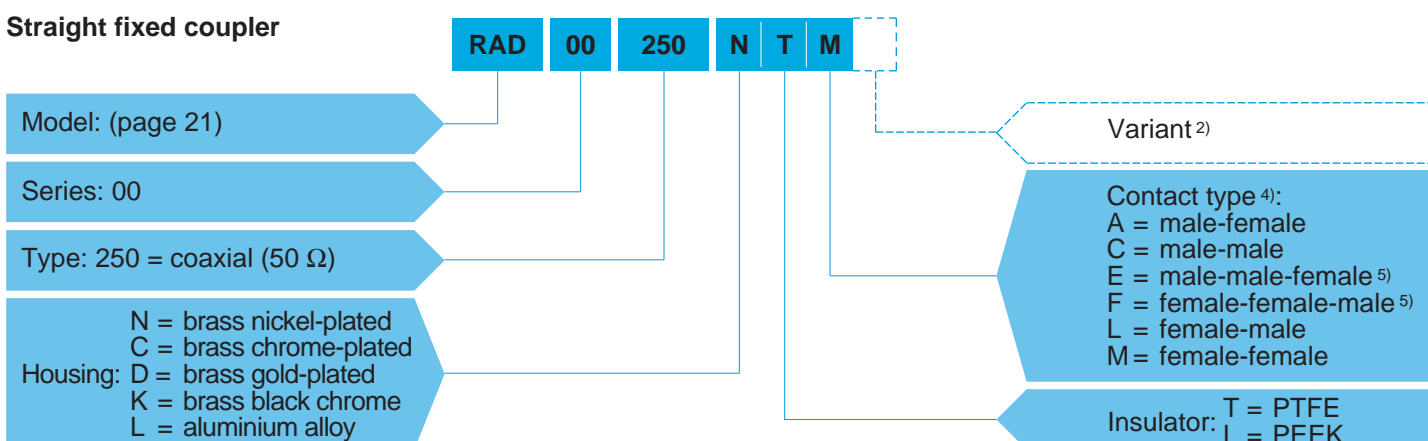 Straight fixed coupler
RAD 00 250 N T M
Model: (page 21)
Series: 00
Type: 250 = coaxial (50 Ω)
Housing:
N = brass nickel-plated
C = brass chrome-plated
D = brass gold-plated
K = brass black chrome
L = aluminium alloy
Variant 2)
Contact type 4):
A = male-female
C = male-male
E = male-male-female 5)
F = female-female-male 5)
L = female-male
M = female-female
Insulator:
T = PTFE
L = PEEK